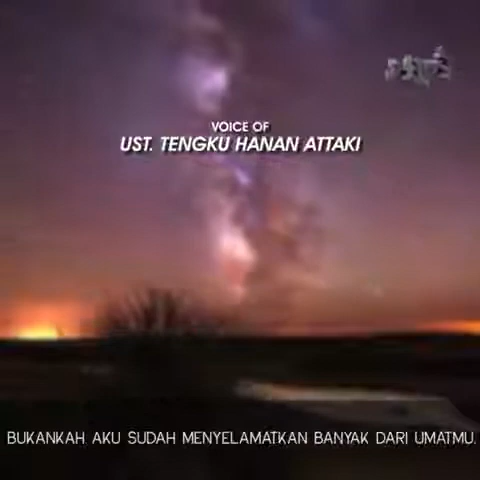 VOICE OF
UST. TENGKU HANAN ATTAKI
BUKANKAH AKU SUDAH MENYELAMATKAN BANYAK DARI UMATMU.